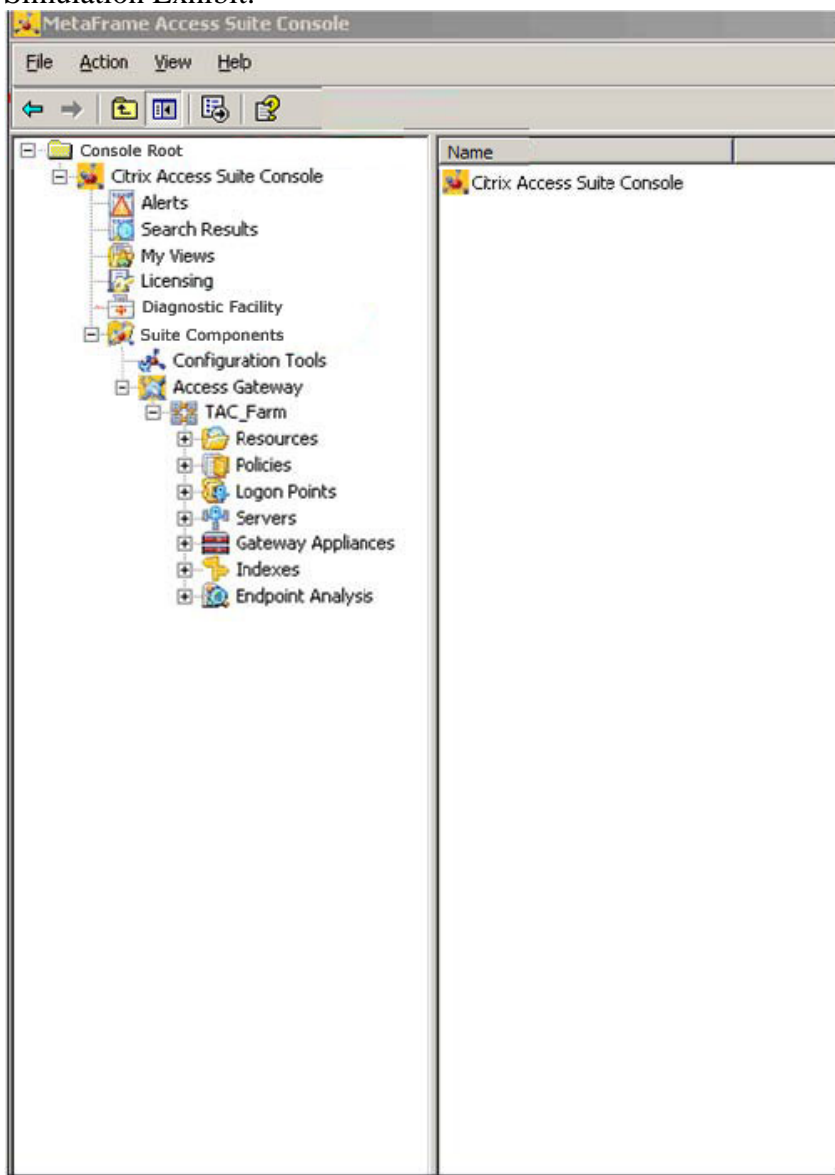 Simulation Exhibit:
MetaFrame Access Suite Console
File Action View Help
Console Root
Citrix Access Suite Console
Alerts
Search Results
My Views
Licensing
Diagnostic Facility
Suite Components
Configuration Tools
Access Gateway
TAC_Farm
Resources
Policies
Logon Points
Servers
Gateway Appliances
Indexes
Endpoint Analysis
Name
Citrix Access Suite Console